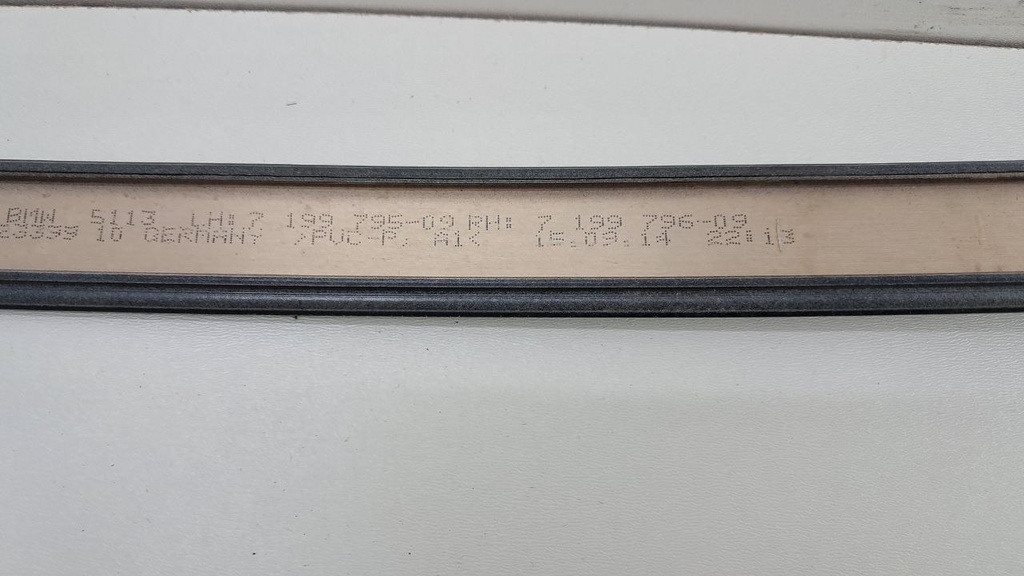 BMW 5113 LH:7 199 795-09 RH: 7 199 796-09
10 GERMANY >PVC-P, A1< 15.09.14 22:13